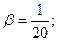 β = 1/20;